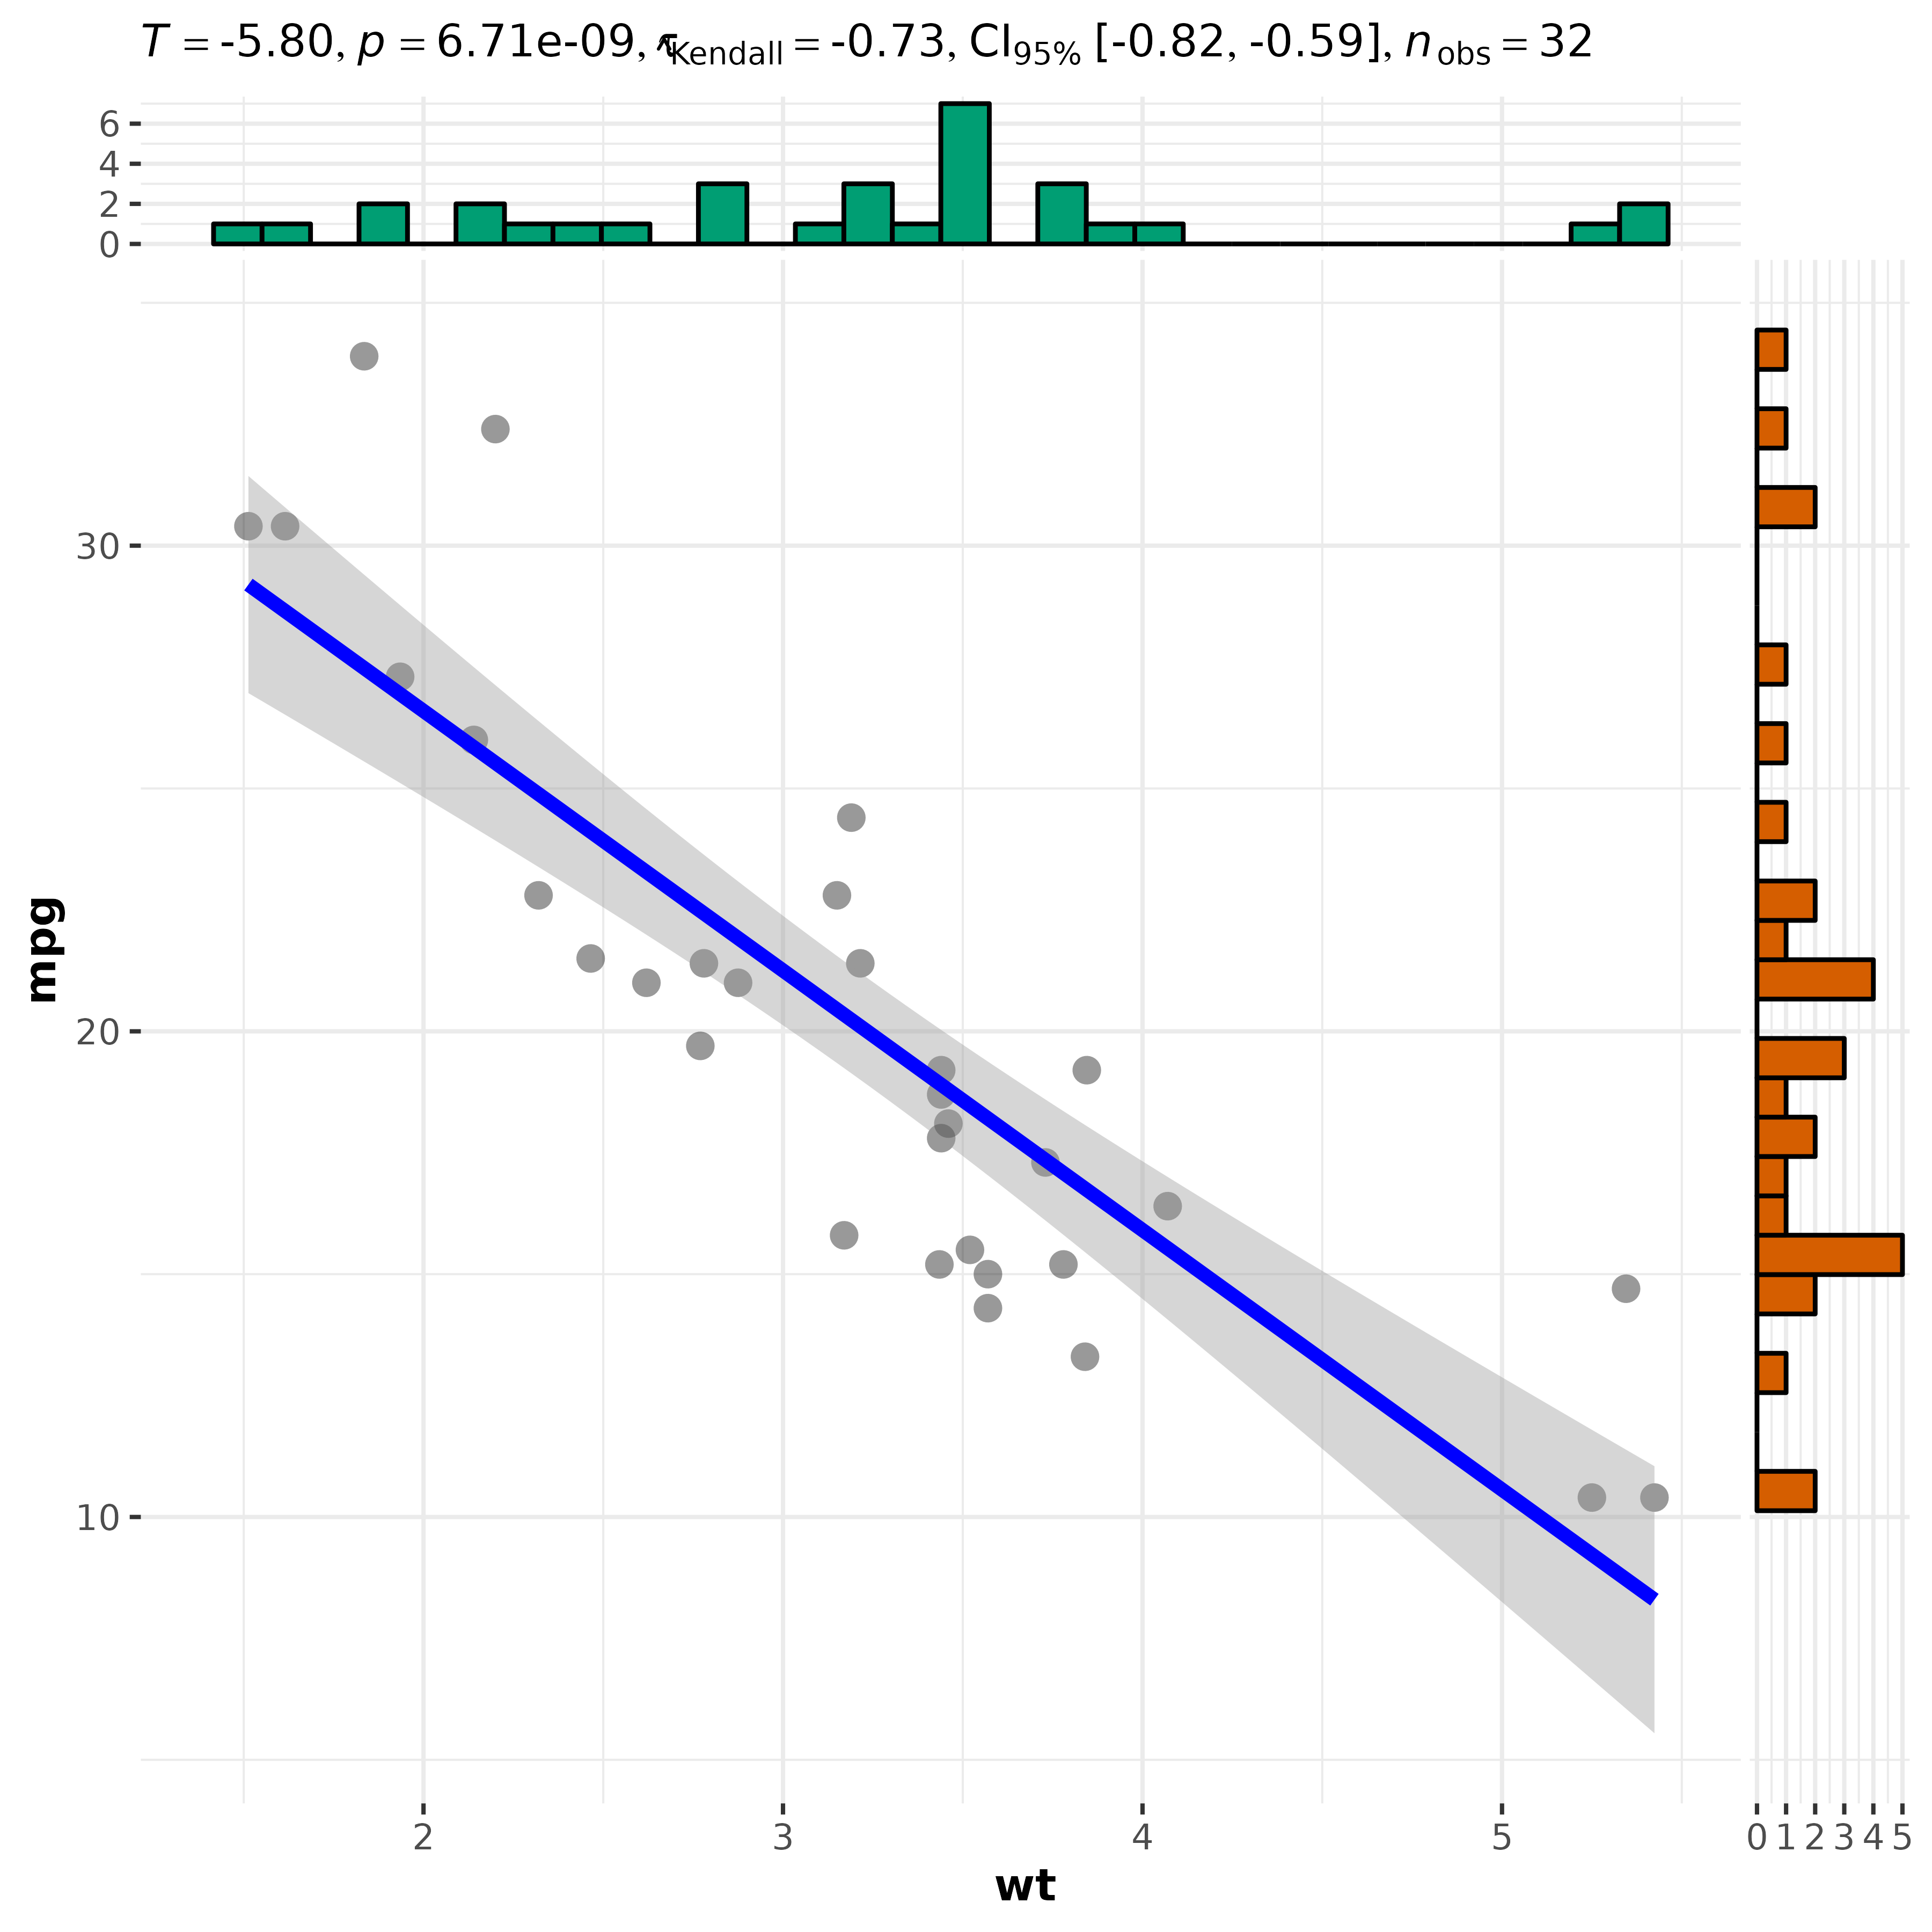 T = -5.80, p = 6.71e-09, τ̂Kendall = -0.73, CI95% [-0.82, -0.59], nobs = 32
6
4
2
0
30
20
10
mpg
2 3 4 5
0 1 2 3 4 5
wt